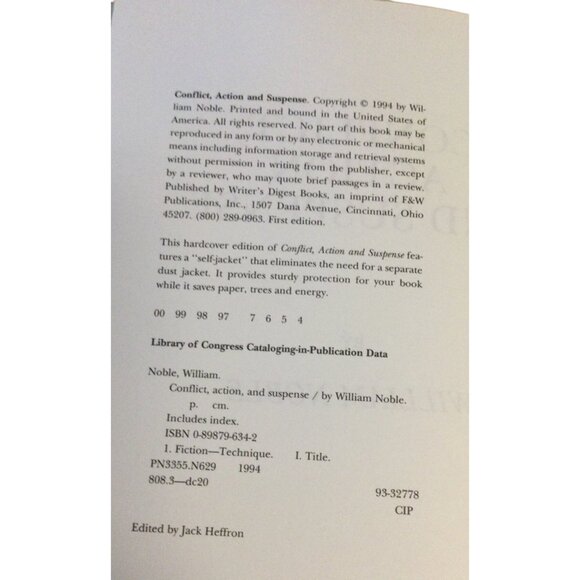 Conflict, Action and Suspense. Copyright © 1994 by Wil-
liam Noble. Printed and bound in the United States of
America. All rights reserved. No part of this book may be
reproduced in any form or by any electronic or mechanical
means including information storage and retrieval systems
without permission in writing from the publisher, except
by a reviewer, who may quote brief passages in a review.
Published by Writer's Digest Books, an imprint of F&W
Publications, Inc., 1507 Dana Avenue, Cincinnati, Ohio
45207. (800) 289-0963. First edition.
This hardcover edition of Conflict, Action and Suspense fea-
tures a "self-jacket" that eliminates the need for a separate
dust jacket. It provides sturdy protection for your book
while it saves paper, trees and energy.
00 99 98 97 7 6 5 4
Library of Congress Cataloging-in-Publication Data
Noble, William.
Conflict, action, and suspense / by William Noble.
p. cm.
Includes index.
ISBN 0-89879-634-2
1. Fiction—Technique. I. Title.
PN3355.N629 1994
808.3—dc20 93-32778
CIP
Edited by Jack Heffron